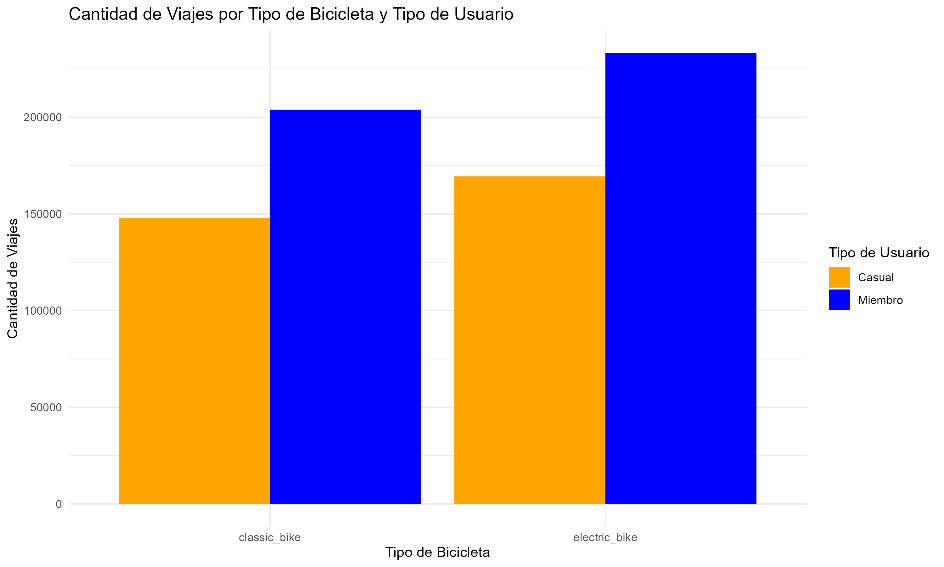 Cantidad de Viajes por Tipo de Bicicleta y Tipo de Usuario
Cantidad de Viajes
200000
150000
100000
50000
0
classic_bike
electric_bike
Tipo de Bicicleta
Tipo de Usuario
Casual
Miembro